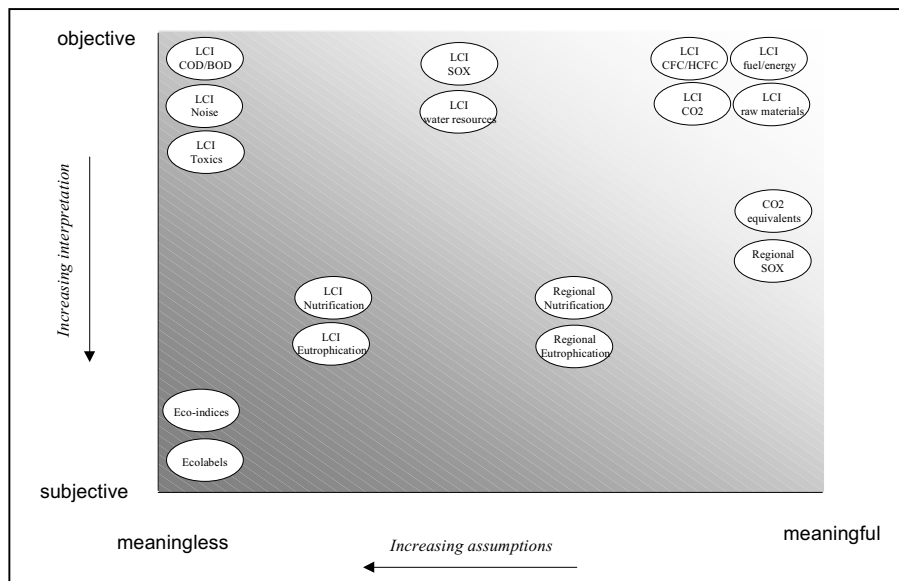 objective
LCI
COD/BOD
LCI
SOX
LCI
CFC/HCFC
LCI
fuel/energy
LCI
Noise
LCI
water resources
LCI
CO2
LCI
raw materials
LCI
Toxics
Increasing interpretation
CO2
equivalents
Regional
SOX
LCI
Nutrification
Regional
Nutrification
LCI
Eutrophication
Regional
Eutrophication
Eco-indices
Ecolabels
subjective
meaningless
Increasing assumptions
meaningful